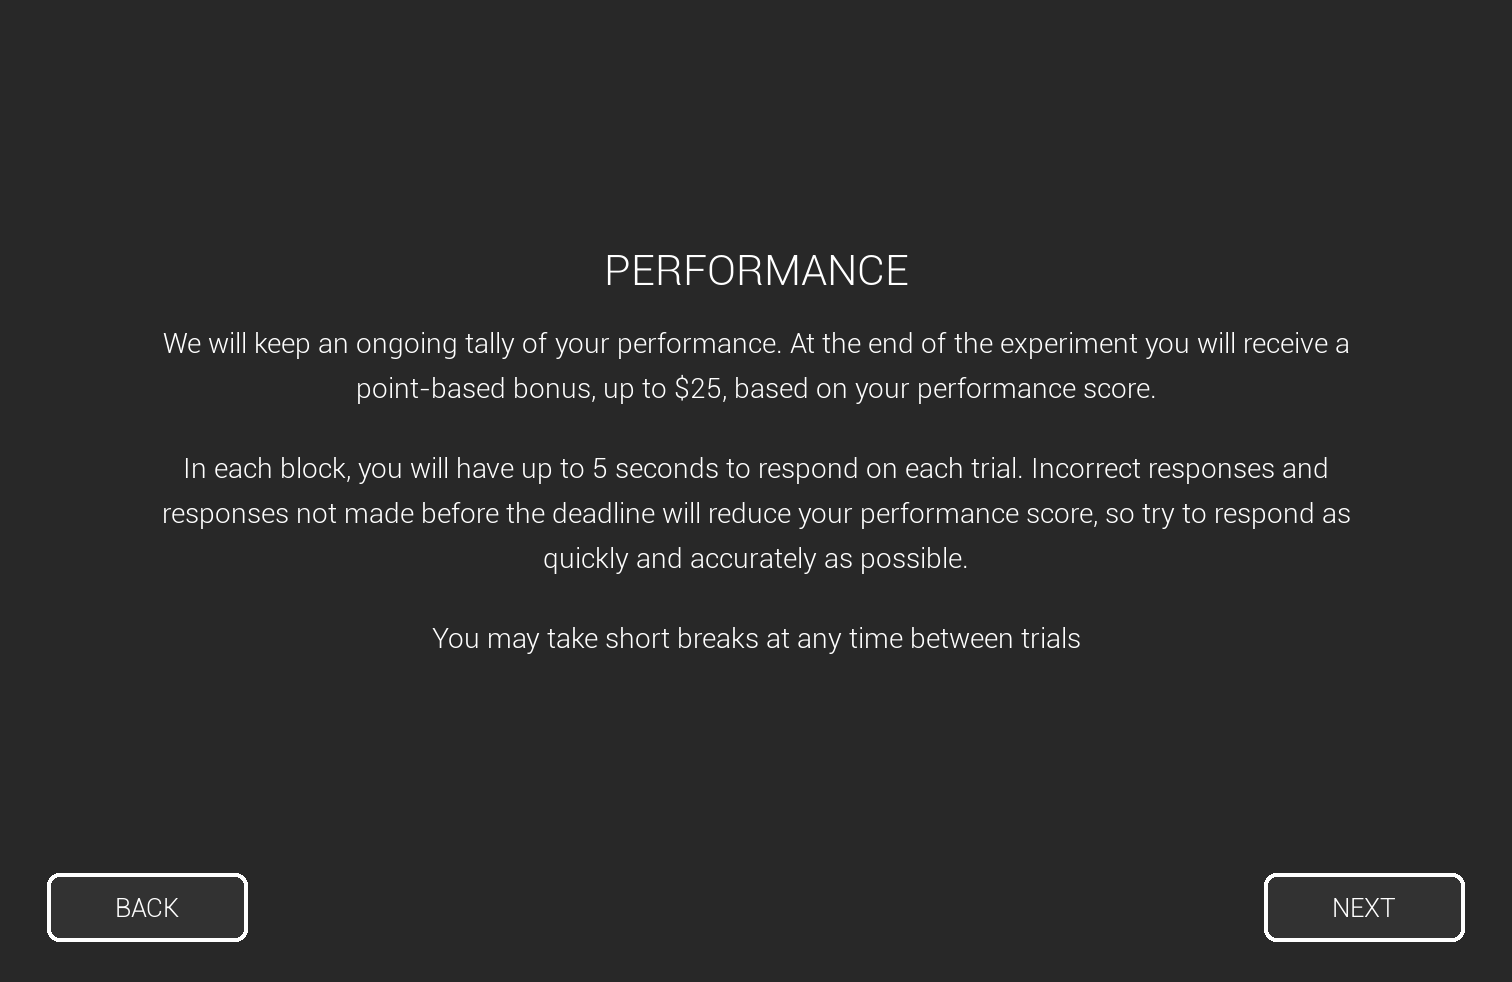 PERFORMANCE
We will keep an ongoing tally of your performance. At the end of the experiment you will receive a
point-based bonus, up to $25, based on your performance score.
In each block, you will have up to 5 seconds to respond on each trial. Incorrect responses and
responses not made before the deadline will reduce your performance score, so try to respond as
quickly and accurately as possible.
You may take short breaks at any time between trials
BACK
NEXT